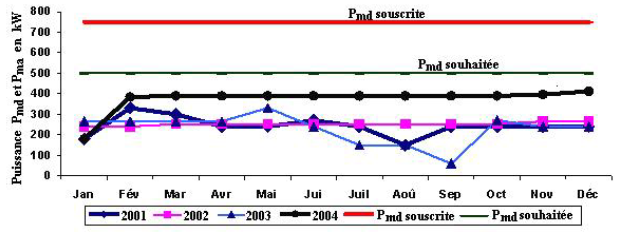 Puissance Pmd et Pma en kW
800
700
600
500
400
300
200
100
0
Pmd souscrite
Pmd souhaitée
Jan Fév Mar Avr Mai Jui Juil Aoû Sep Oct Nov Déc
2001 2002 2003 2004 Pmd souscrite Pmd souhaitée